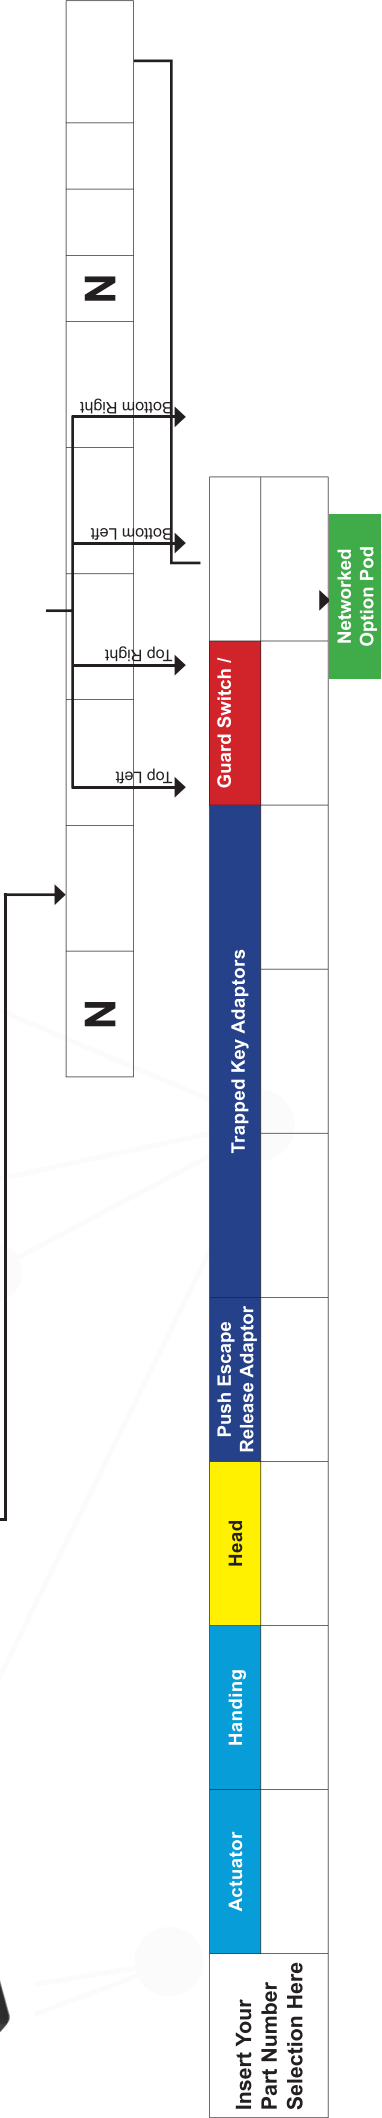 N
N
Top Left
Top Right
Bottom Left
Bottom Right
Insert Your
Part Number
Selection Here
Actuator
Handing
Head
Push Escape
Release Adaptor
Trapped Key Adaptors
Guard Switch /
Networked
Option Pod